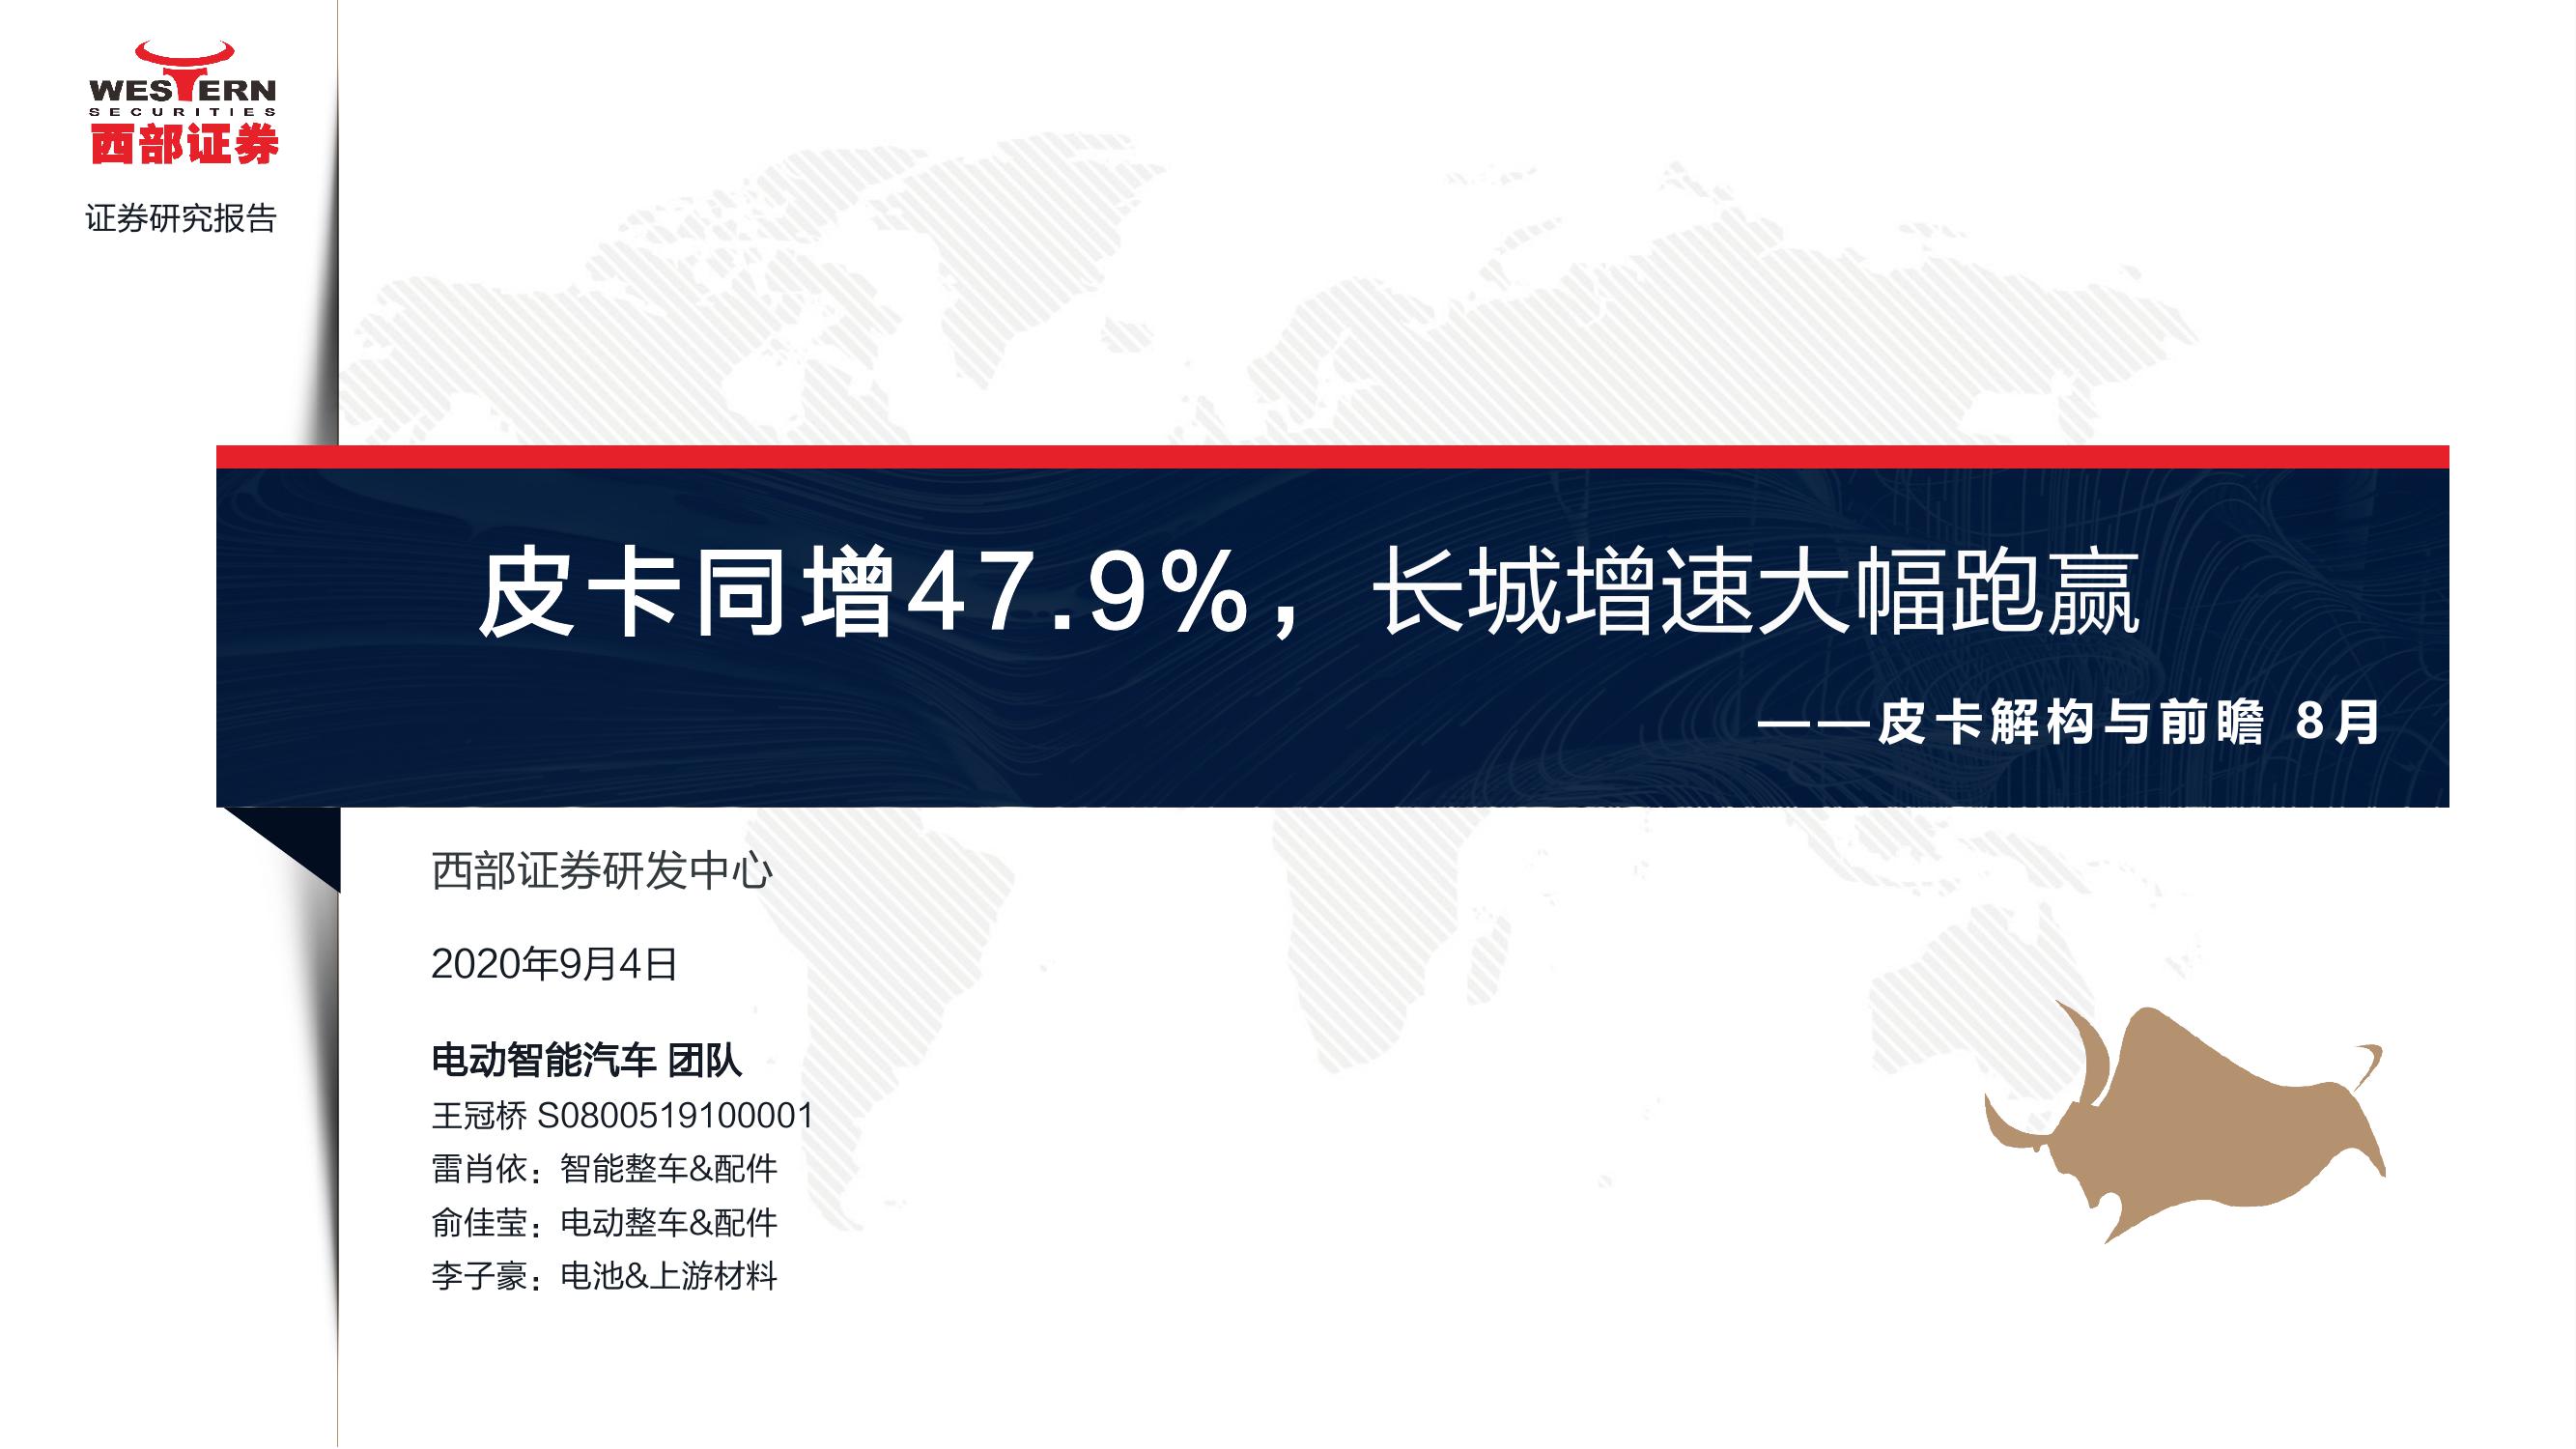 WESTERN
SECURITIES
西部证券
证券研究报告
皮卡同增47.9%，长城增速大幅跑赢
——皮卡解构与前瞻 8月
西部证券研发中心
2020年9月4日
电动智能汽车 团队
王冠桥 S0800519100001
雷肖依：智能整车&配件
俞佳莹：电动整车&配件
李子豪：电池&上游材料